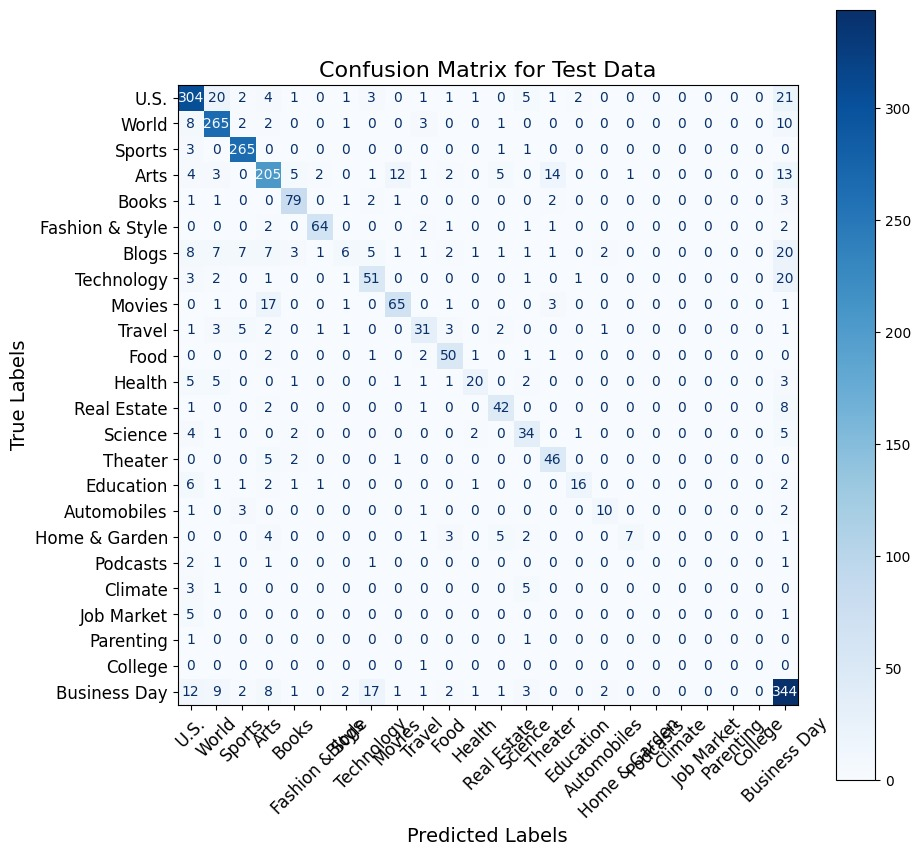 Confusion Matrix for Test Data
True Labels
U.S. 304 20 2 4 1 0 1 3 0 1 1 1 0 5 1 2 0 0 0 0 0 0 0 21
World 8 265 2 2 0 0 1 0 0 3 0 0 1 0 0 0 0 0 0 0 0 0 0 10
Sports 3 0 265 0 0 0 0 0 0 0 0 0 1 1 0 0 0 0 0 0 0 0 0 0
Arts 4 3 0 205 5 2 0 1 12 1 2 0 5 0 14 0 0 1 0 0 0 0 0 13
Books 1 1 0 0 79 0 1 2 1 0 0 0 0 0 2 0 0 0 0 0 0 0 0 3
Fashion & Style 0 0 0 2 0 64 0 0 0 2 1 0 0 1 1 0 0 0 0 0 0 0 0 2
Blogs 8 7 7 7 3 1 6 5 1 1 2 1 1 1 1 0 2 0 0 0 0 0 0 20
Technology 3 2 0 1 0 0 1 51 0 0 0 0 0 1 0 1 0 0 0 0 0 0 0 20
Movies 0 1 0 17 0 0 1 0 65 0 1 0 0 0 3 0 0 0 0 0 0 0 0 1
Travel 1 3 5 2 0 1 1 0 0 31 3 0 2 0 0 0 1 0 0 0 0 0 0 1
Food 0 0 0 2 0 0 0 1 0 2 50 1 0 1 1 0 0 0 0 0 0 0 0 0
Health 5 5 0 0 1 0 0 0 1 1 1 20 0 2 0 0 0 0 0 0 0 0 0 3
Real Estate 1 0 0 2 0 0 0 0 0 1 0 0 42 0 0 0 0 0 0 0 0 0 0 8
Science 4 1 0 0 2 0 0 0 0 0 0 2 0 34 0 1 0 0 0 0 0 0 0 5
Theater 0 0 0 5 2 0 0 0 1 0 0 0 0 0 46 0 0 0 0 0 0 0 0 0
Education 6 1 1 2 1 1 0 0 0 0 0 1 0 0 0 16 0 0 0 0 0 0 0 2
Automobiles 1 0 3 0 0 0 0 0 0 1 0 0 0 0 0 0 10 0 0 0 0 0 0 2
Home & Garden 0 0 0 4 0 0 0 0 0 1 3 0 5 2 0 0 0 7 0 0 0 0 0 1
Podcasts 2 1 0 1 0 0 0 1 0 0 0 0 0 0 0 0 0 0 0 0 0 0 0 1
Climate 3 1 0 0 0 0 0 0 0 0 0 0 0 5 0 0 0 0 0 0 0 0 0 0
Job Market 5 0 0 0 0 0 0 0 0 0 0 0 0 0 0 0 0 0 0 0 0 0 0 1
Parenting 1 0 0 0 0 0 0 0 0 0 0 0 0 1 0 0 0 0 0 0 0 0 0 0
College 0 0 0 0 0 0 0 0 0 1 0 0 0 0 0 0 0 0 0 0 0 0 0 0
Business Day 12 9 2 8 1 0 2 17 1 1 2 1 1 3 0 0 2 0 0 0 0 0 0 344
U.S.
World
Sports
Arts
Books
Fashion & Style
Blogs
Technology
Movies
Travel
Food
Health
Real Estate
Science
Theater
Education
Automobiles
Home & Garden
Podcasts
Climate
Job Market
Parenting
College
Business Day
Predicted Labels
300
250
200
150
100
50
0